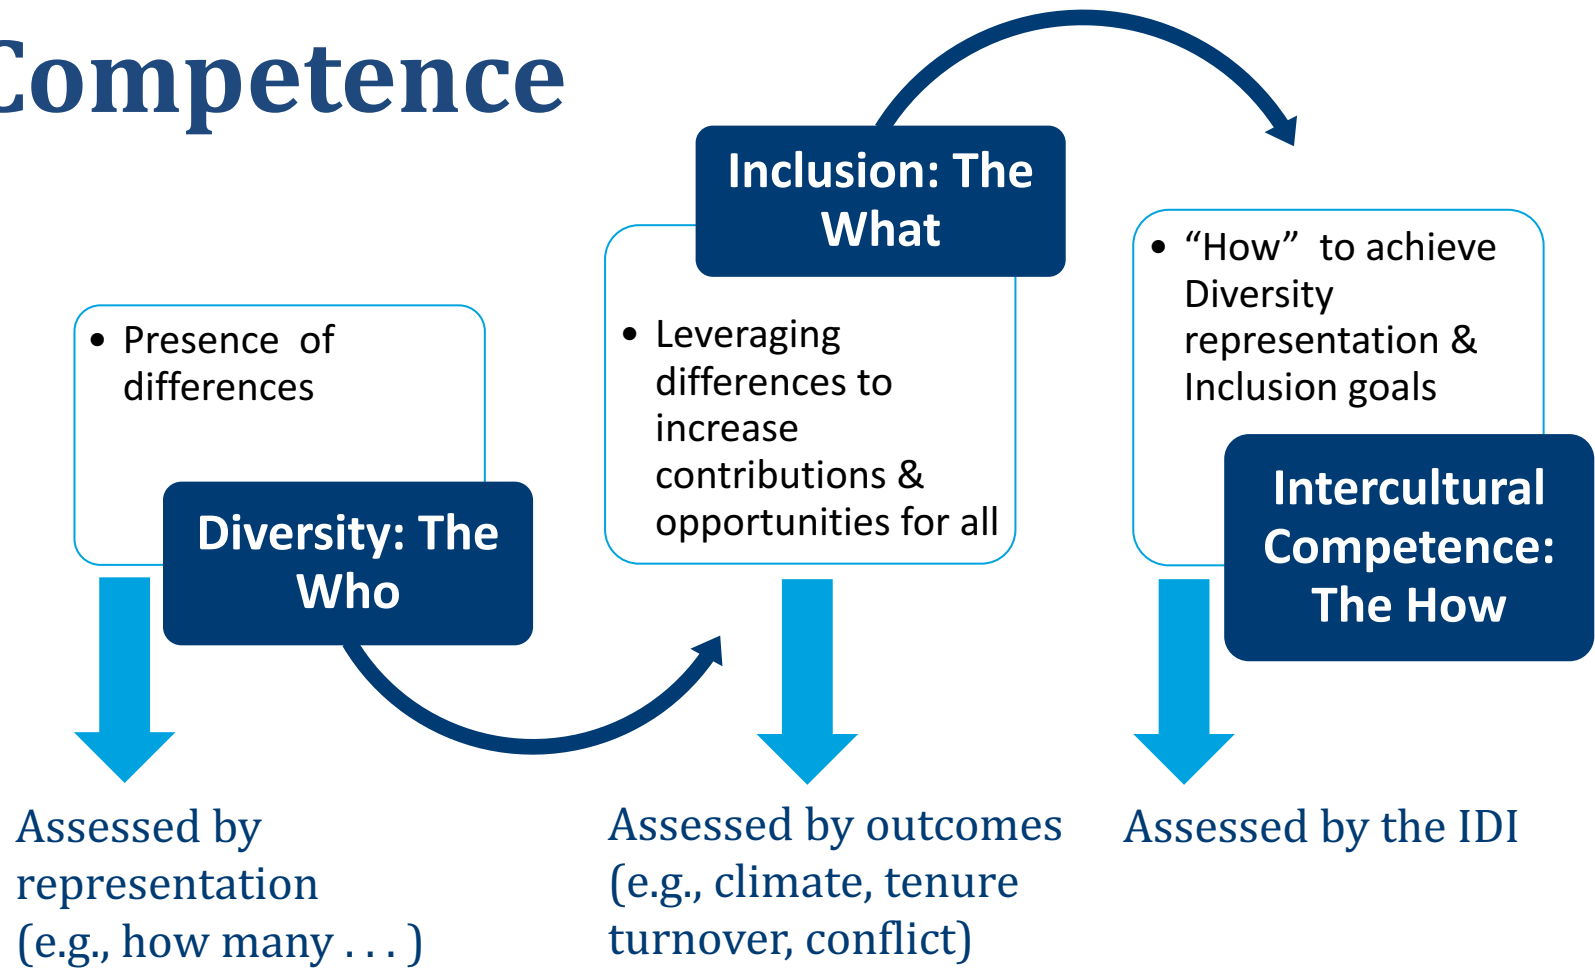 Competence
• Presence of
differences
Diversity: The
Who
Assessed by
representation
(e.g., how many . . . )
Inclusion: The
What
• Leveraging
differences to
increase
contributions &
opportunities for all
Assessed by outcomes
(e.g., climate, tenure
turnover, conflict)
• “How” to achieve
Diversity
representation &
Inclusion goals
Intercultural
Competence:
The How
Assessed by the IDI